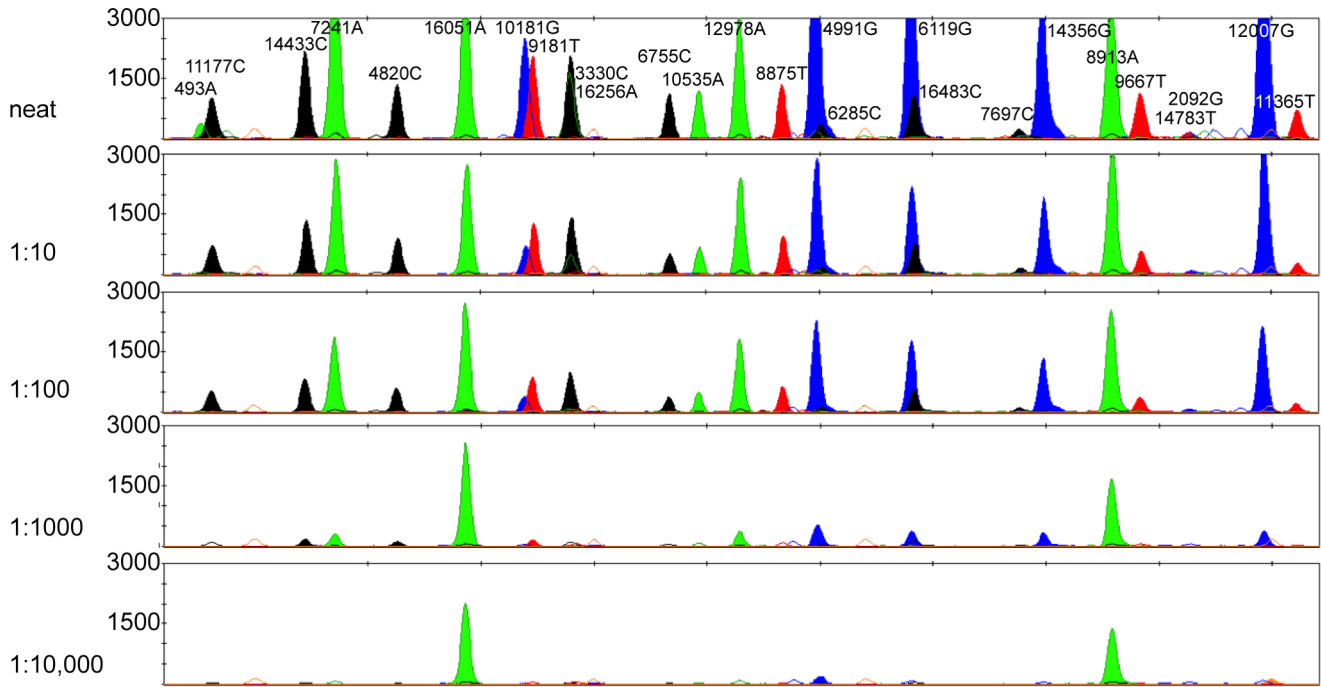 3000
7241A
16051A
10181G
12978A
4991G
6119G
14356G
12007G
14433C
9181T
11177C
6755C
8913A
493A
4820C
3330C
10535A
8875T
9667T
1500
16256A
16483C
2092G
11365T
neat
6285C
7697C
14783T
3000
1500
1:10
3000
1500
1:100
3000
1500
1:1000
3000
1500
1:10,000